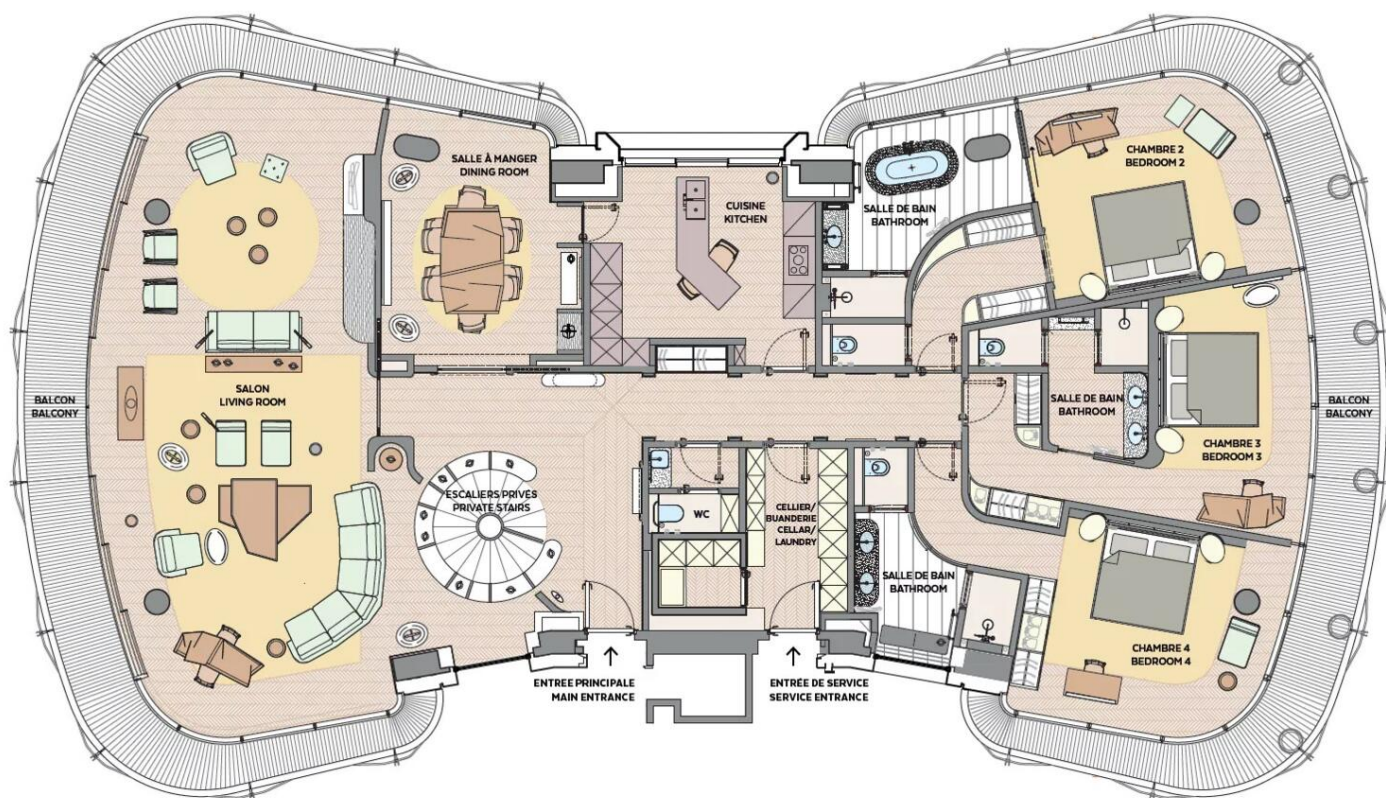 SALLE À MANGER
DINING ROOM
CUISINE
KITCHEN
SALLE DE BAIN
BATHROOM
CHAMBRE 2
BEDROOM 2
BALCON
BALCONY
SALON
LIVING ROOM
SALLE DE BAIN
BATHROOM
CHAMBRE 3
BEDROOM 3
BALCON
BALCONY
ESCALIERS PRIVÉS
PRIVATE STAIRS
WC
CELLIER/
BUANDERIE
CELLAR/
LAUNDRY
SALLE DE BAIN
BATHROOM
CHAMBRE 4
BEDROOM 4
ENTREE PRINCIPALE
MAIN ENTRANCE
ENTRÉE DE SERVICE
SERVICE ENTRANCE